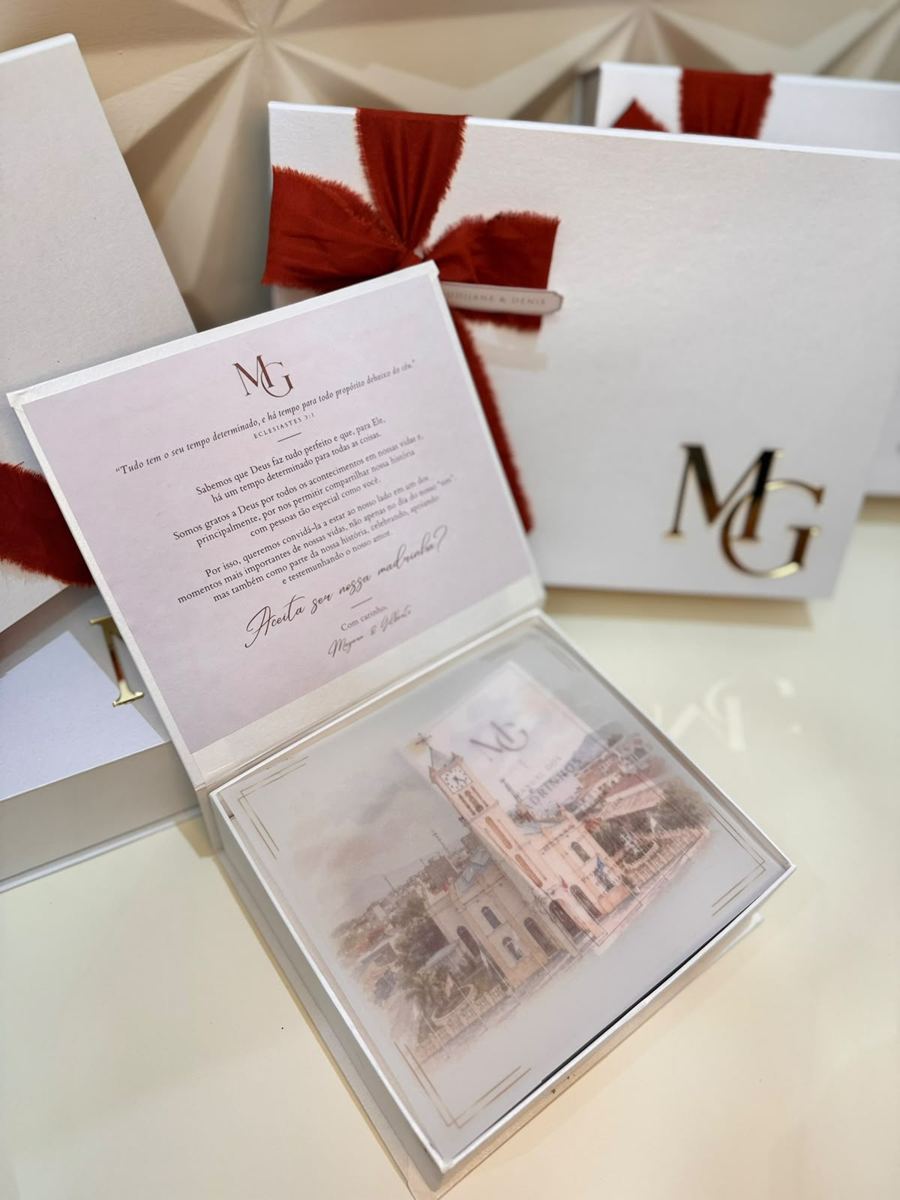 MG
"Tudo tem o seu tempo determinado, e há tempo para todo propósito debaixo do céu."
ECLESIASTES 3:1
Sabemos que Deus faz tudo perfeito e que, para Ele,
há um tempo determinado para todas as coisas.
Somos gratos a Deus por todos os acontecimentos em nossas vidas e,
principalmente, por nos permitir compartilhar nossa história
com pessoas tão especial como você.
Por isso, queremos convidá-la a estar ao nosso lado em um dos
momentos mais importantes de nossas vidas, não apenas no dia do nosso "sim":
mas também como parte da nossa história, celebrando, apoiando
e testemunhando o nosso amor.
Aceita ser nossa madrinha?
Com carinho,
& Gilberto
& DENIS
MG
MG